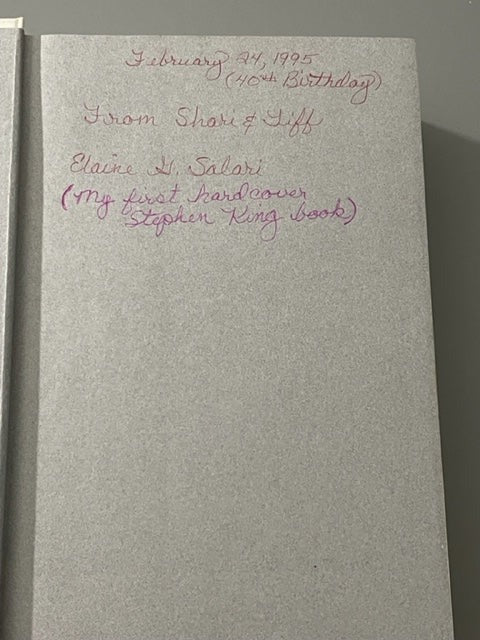 February 24, 1995
(40th Birthday)
From Shari & Tiff
Elaine G. Salari
(My first hardcover
Stephen King book)